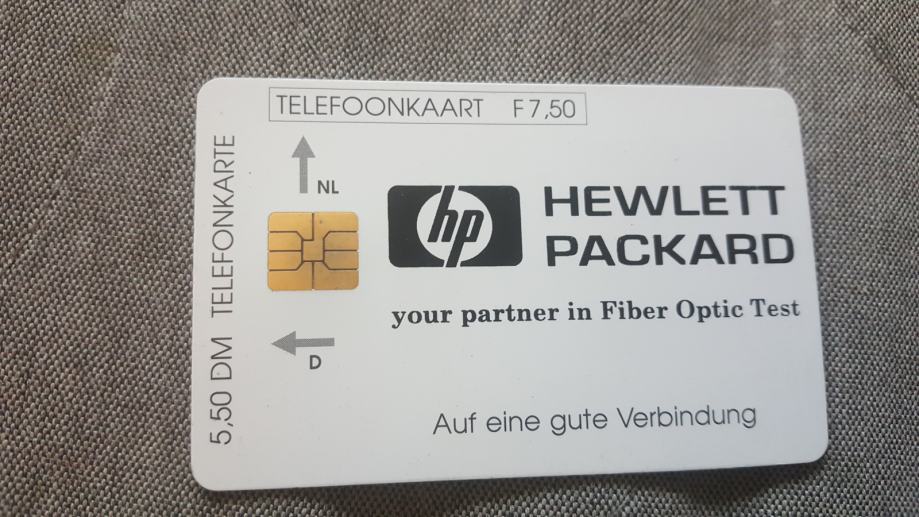 TELEFOONKAART F 7,50
5,50 DM TELEFONKARTE
NL
hp HEWLETT
PACKARD
your partner in Fiber Optic Test
D
Auf eine gute Verbindung